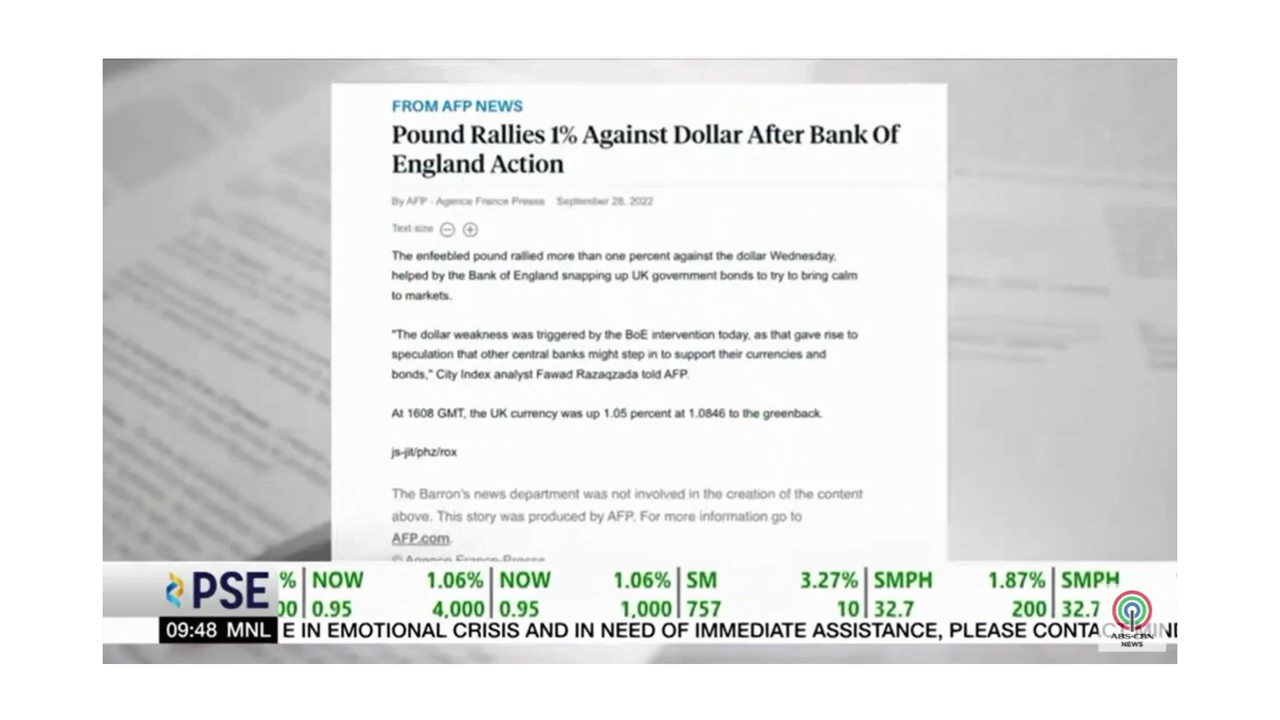 FROM AFP NEWS
Pound Rallies 1% Against Dollar After Bank Of
England Action
By AFP - Agence France Presse September 28, 2022
Text size
The enfeebled pound rallied more than one percent against the dollar Wednesday,
helped by the Bank of England snapping up UK government bonds to try to bring calm
to markets.
"The dollar weakness was triggered by the BoE intervention today, as that gave rise to
speculation that other central banks might step in to support their currencies and
bonds," City Index analyst Fawad Razaqzada told AFP.
At 1608 GMT, the UK currency was up 1.05 percent at 1.0846 to the greenback.
js-jit/phz/rox
The Barron's news department was not involved in the creation of the content
above. This story was produced by AFP. For more information go to
AFP.com.
© Agence France-Presse
PSE % NOW 1.06% NOW 1.06% SM 3.27% SMPH 1.87% SMPH
00 0.95 4,000 0.95 1,000 757 10 32.7 200 32.7
09:48 MNL E IN EMOTIONAL CRISIS AND IN NEED OF IMMEDIATE ASSISTANCE, PLEASE CONTACT MIND
ABS-CBN
NEWS